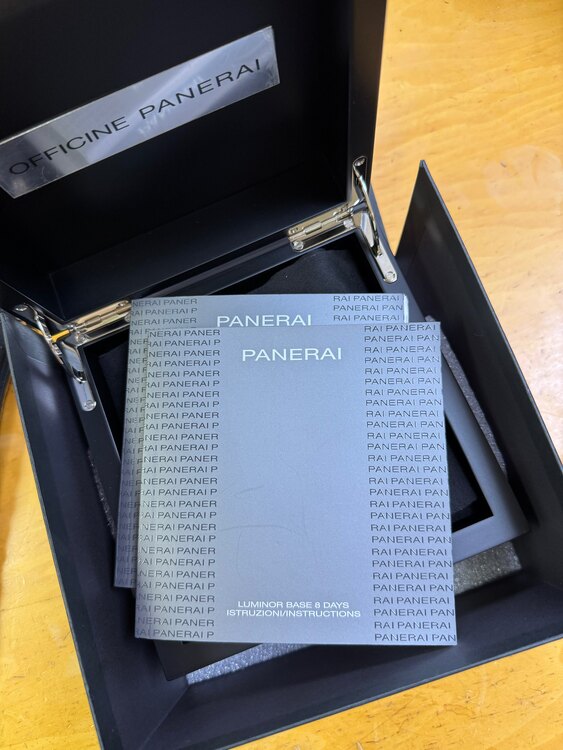 OFFICINE PANERAI
PANERAI
PANERAI
LUMINOR BASE 8 DAYS
ISTRUZIONI/INSTRUCTIONS